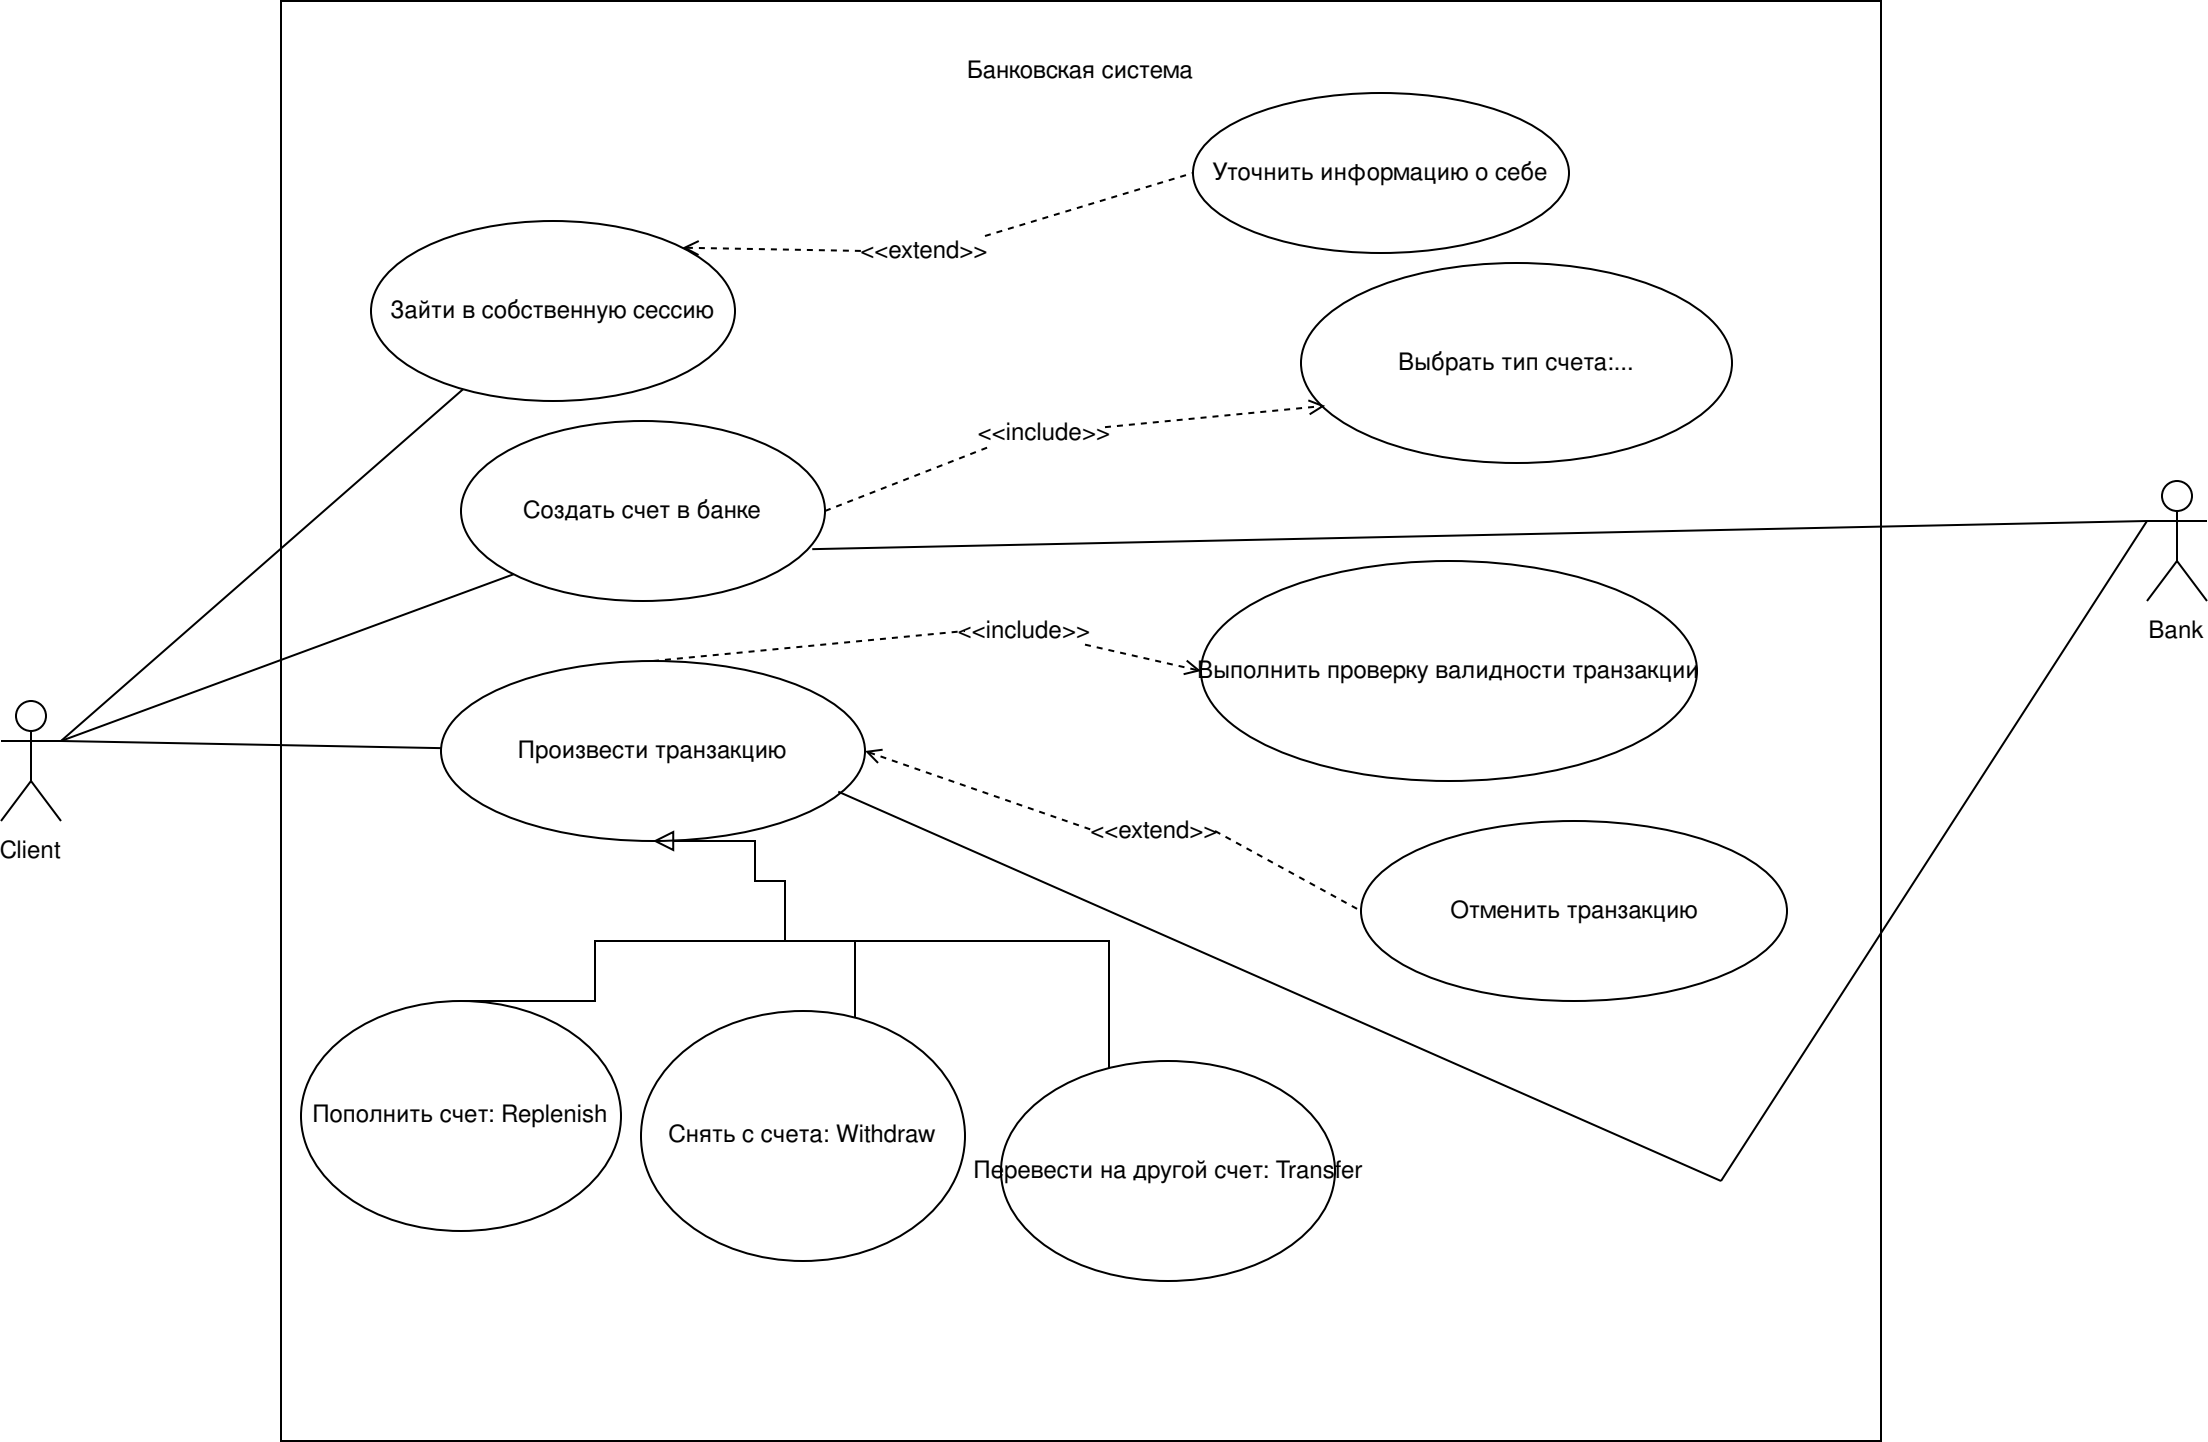 Банковская система
Уточнить информацию о себе
<<extend>>
Зайти в собственную сессию
Выбрать тип счета:...
<<include>>
Создать счет в банке
<<include>>
Bank
Выполнить проверку валидности транзакции
Произвести транзакцию
<<extend>>
Client
Отменить транзакцию
Пополнить счет: Replenish
Снять с счета: Withdraw
Перевести на другой счет: Transfer